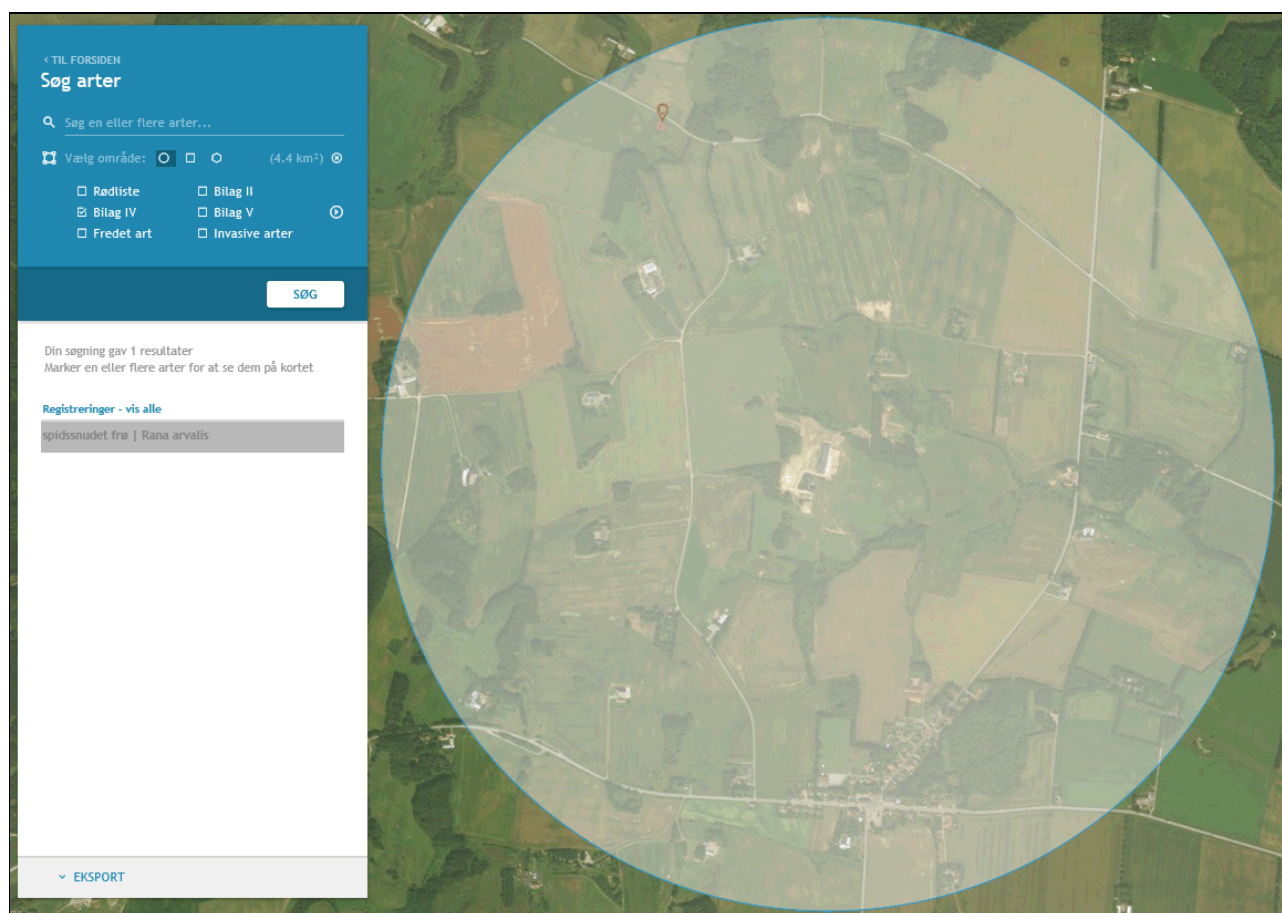 ‹ TIL FORSIDEN
Søg arter
Søg en eller flere arter...
Vælg område: (4.4 km²)
Rødliste Bilag II
Bilag IV Bilag V
Fredet art Invasive arter
SØG
Din søgning gav 1 resultater
Marker en eller flere arter for at se dem på kortet
Registreringer - vis alle
spidssnudet frø | Rana arvalis
EKSPORT